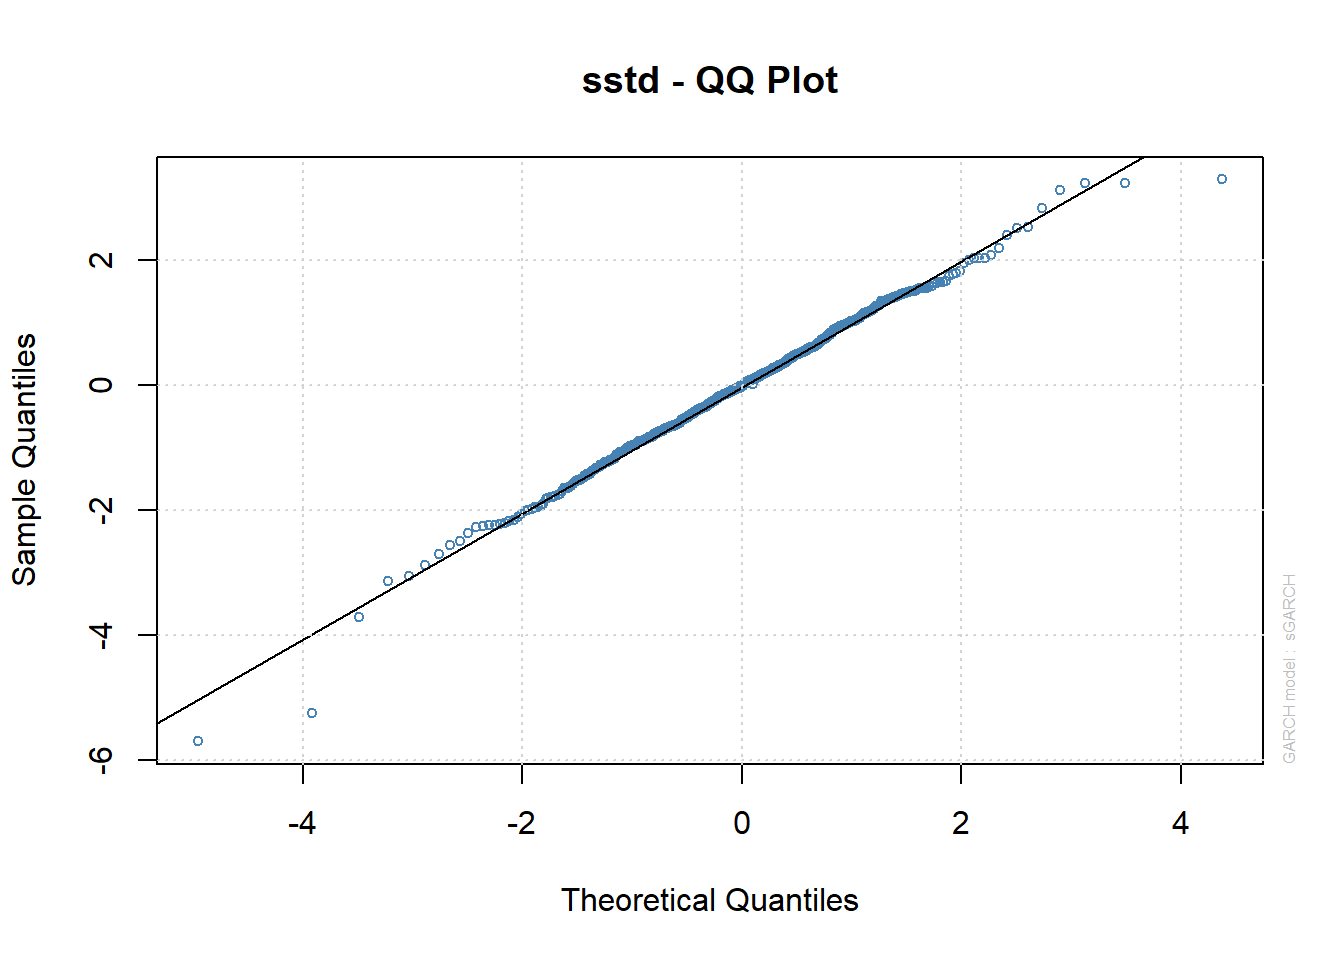 sstd - QQ Plot
Sample Quantiles
2
0
-2
-4
-6
-4
-2
0
2
4
Theoretical Quantiles
GARCH model : sGARCH